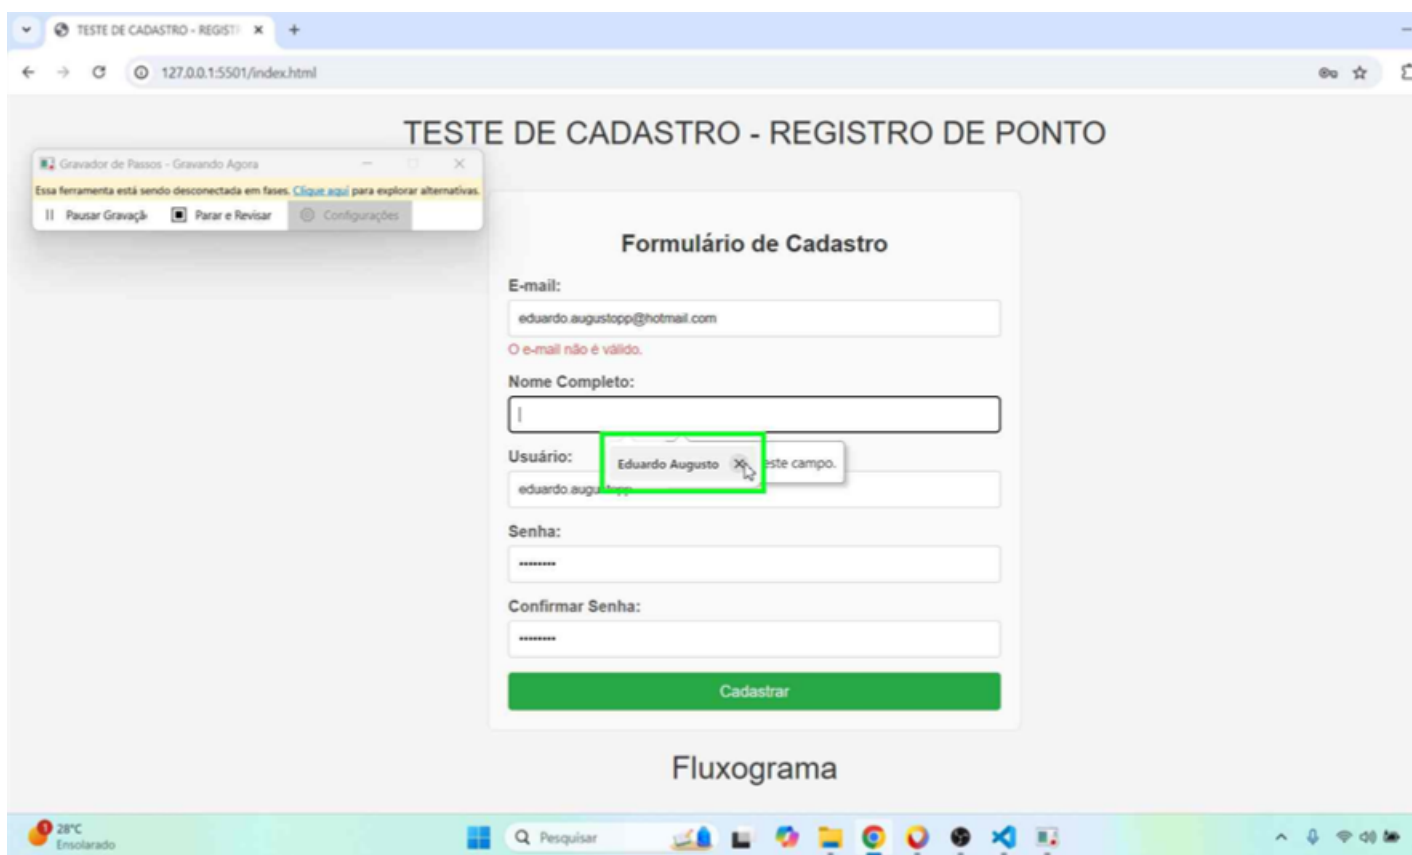 TESTE DE CADASTRO - REGISTR
127.0.0.1:5501/index.html
TESTE DE CADASTRO - REGISTRO DE PONTO
Gravador de Passos - Gravando Agora
Essa ferramenta está sendo desconectada em fases. Clique aqui para explorar alternativas.
Pausar Gravaçã
Parar e Revisar
Configurações
Formulário de Cadastro
E-mail:
eduardo.augustopp@hotmail.com
O e-mail não é válido.
Nome Completo:
Eduardo Augusto
este campo.
Usuário:
eduardo.augustopp
Senha:
Confirmar Senha:
Cadastrar
Fluxograma
1
28°C
Ensolarado
Pesquisar